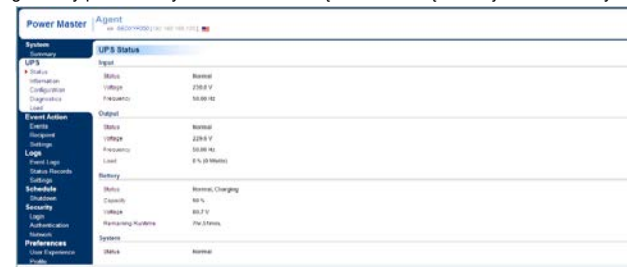 Power Master
Agent
System
Summary
UPS
Status
Information
Configuration
Diagnostics
Load
Event Action
Events
Recipient
Settings
Logs
Event Logs
Status Records
Settings
Schedule
Shutdown
Security
Login
Authentication
Network
Preferences
User Experience
Profile
UPS Status
Input
Status Normal
Voltage 230.0 V
Frequency 50.00 Hz
Output
Status Normal
Voltage 229.0 V
Frequency 50.00 Hz
Load 0 % (0 Watts)
Battery
Status Normal, Charging
Capacity
Voltage
Remaining Runtime
System
Status Normal